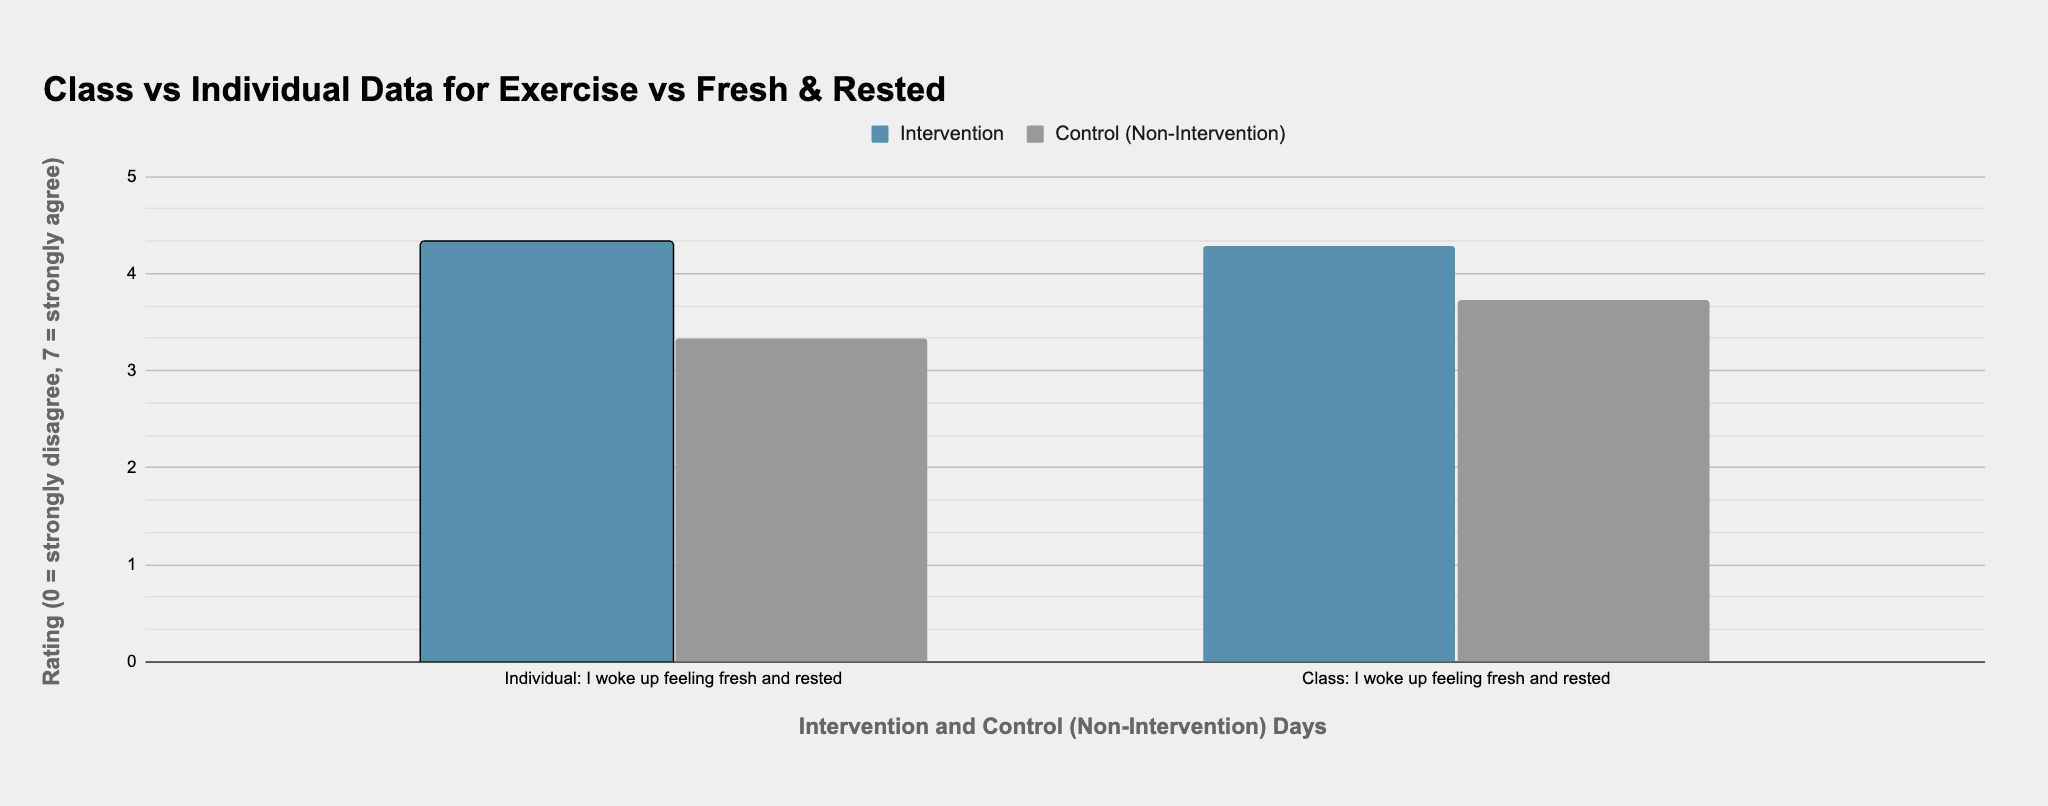 Class vs Individual Data for Exercise vs Fresh & Rested
Intervention
Control (Non-Intervention)
Rating (0 = strongly disagree, 7 = strongly agree)
5
4
3
2
1
0
Individual: I woke up feeling fresh and rested
Class: I woke up feeling fresh and rested
Intervention and Control (Non-Intervention) Days